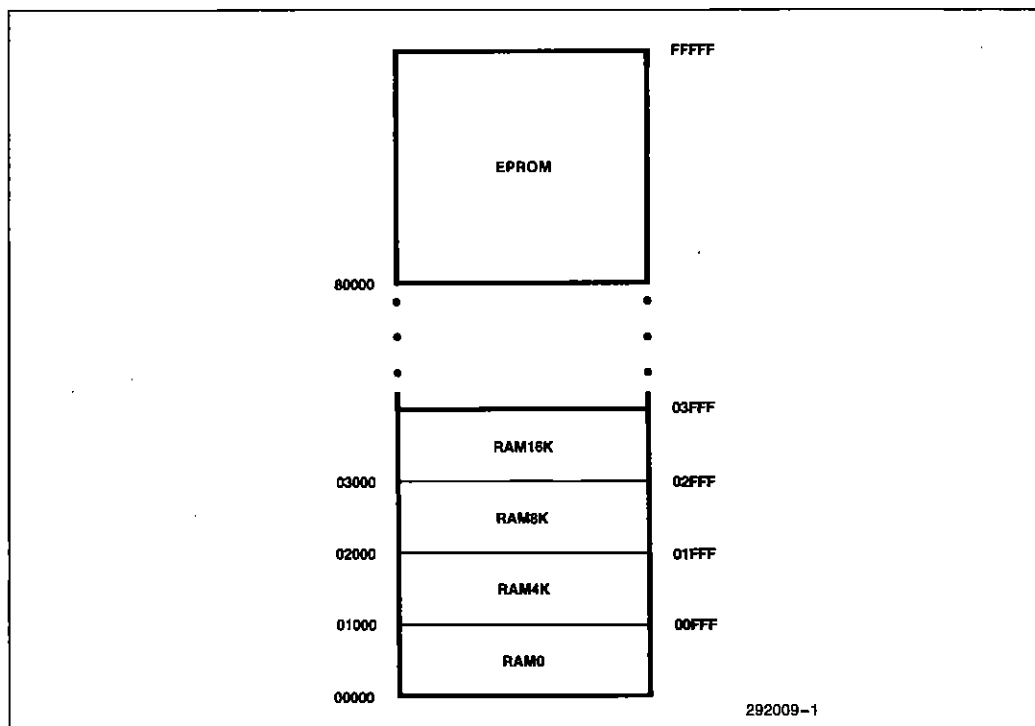 FFFFF
EPROM
80000
03FFF
RAM16K
03000
02FFF
RAM8K
02000
01FFF
RAM4K
01000
00FFF
RAM0
00000
292009-1